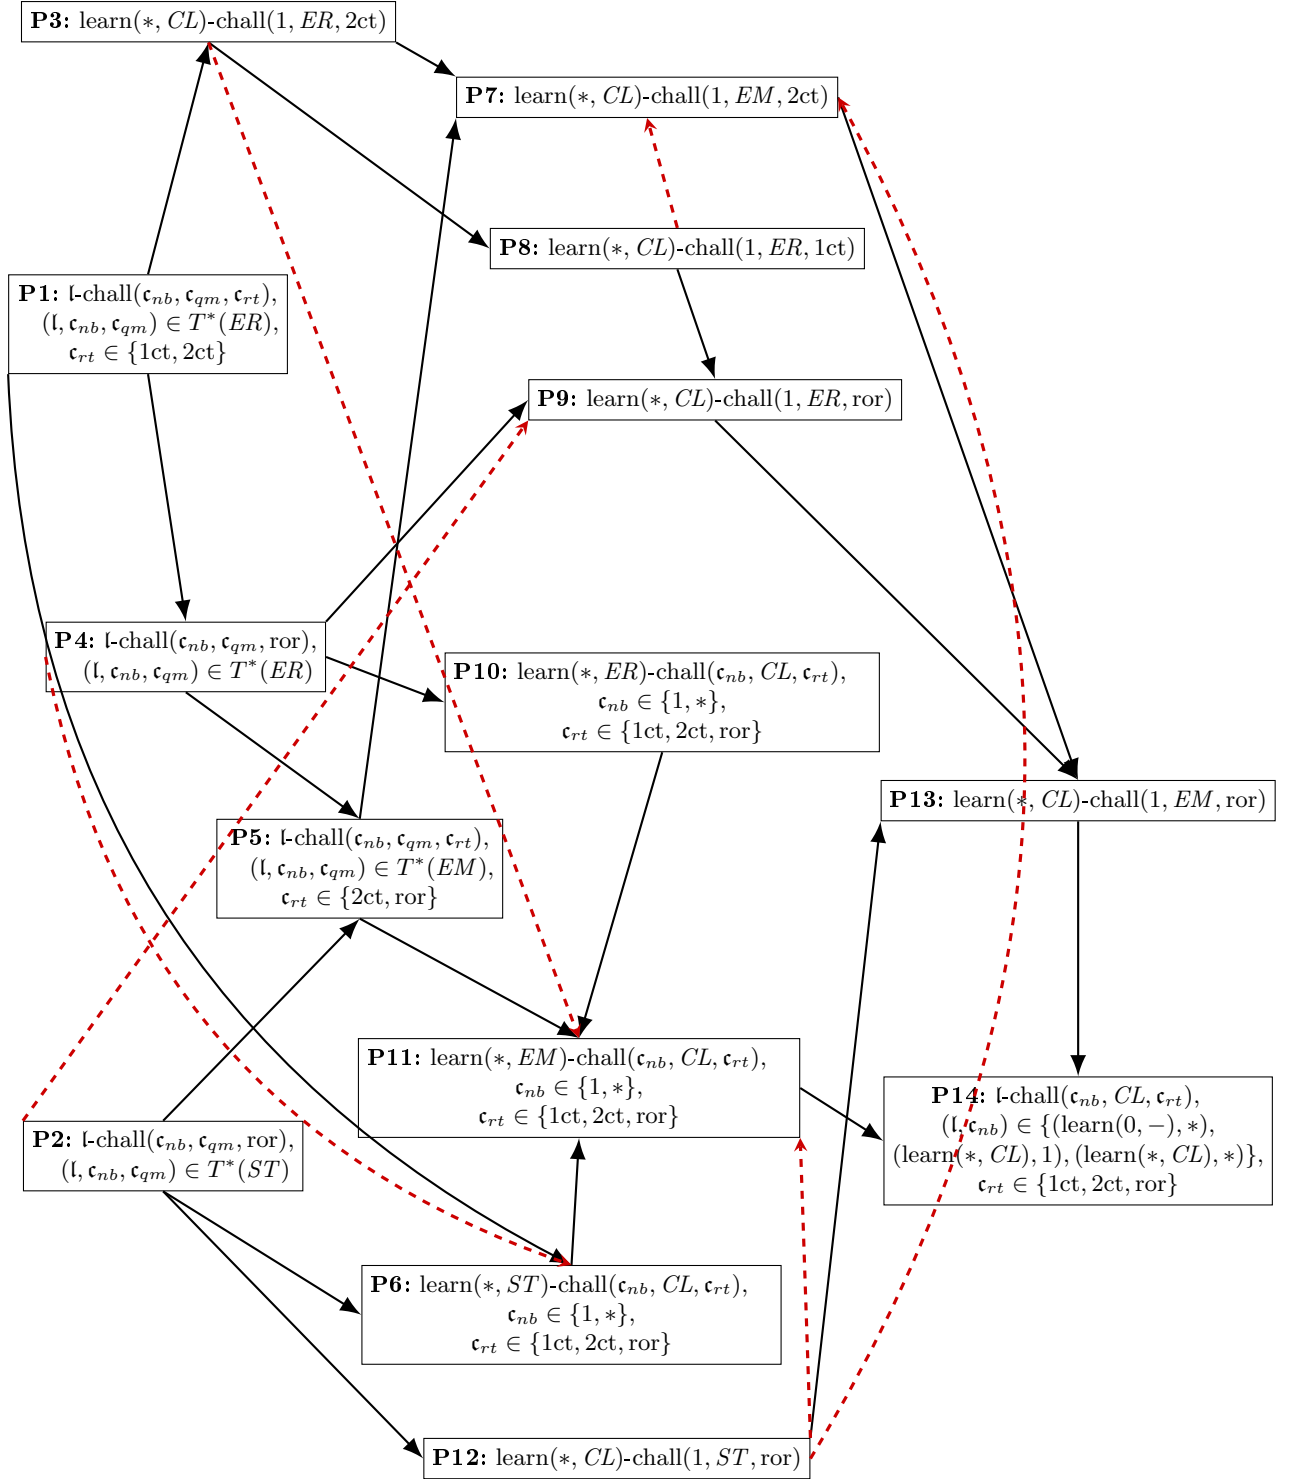 P3: learn(∗, CL)-chall(1, ER, 2ct)
P7: learn(∗, CL)-chall(1, EM, 2ct)
P8: learn(∗, CL)-chall(1, ER, 1ct)
P1: 𝔩-chall(𝔠_nb, 𝔠_qm, 𝔠_rt),
(𝔩, 𝔠_nb, 𝔠_qm) ∈ T*(ER),
𝔠_rt ∈ {1ct, 2ct}
P9: learn(∗, CL)-chall(1, ER, ror)
P4: 𝔩-chall(𝔠_nb, 𝔠_qm, ror),
(𝔩, 𝔠_nb, 𝔠_qm) ∈ T*(ER)
P10: learn(∗, ER)-chall(𝔠_nb, CL, 𝔠_rt),
𝔠_nb ∈ {1, ∗},
𝔠_rt ∈ {1ct, 2ct, ror}
P13: learn(∗, CL)-chall(1, EM, ror)
P5: 𝔩-chall(𝔠_nb, 𝔠_qm, 𝔠_rt),
(𝔩, 𝔠_nb, 𝔠_qm) ∈ T*(EM),
𝔠_rt ∈ {2ct, ror}
P11: learn(∗, EM)-chall(𝔠_nb, CL, 𝔠_rt),
𝔠_nb ∈ {1, ∗},
𝔠_rt ∈ {1ct, 2ct, ror}
P14: 𝔩-chall(𝔠_nb, CL, 𝔠_rt),
(𝔩, 𝔠_nb) ∈ {(learn(0, −), ∗),
(learn(∗, CL), 1), (learn(∗, CL), ∗)},
𝔠_rt ∈ {1ct, 2ct, ror}
P2: 𝔩-chall(𝔠_nb, 𝔠_qm, ror),
(𝔩, 𝔠_nb, 𝔠_qm) ∈ T*(ST)
P6: learn(∗, ST)-chall(𝔠_nb, CL, 𝔠_rt),
𝔠_nb ∈ {1, ∗},
𝔠_rt ∈ {1ct, 2ct, ror}
P12: learn(∗, CL)-chall(1, ST, ror)